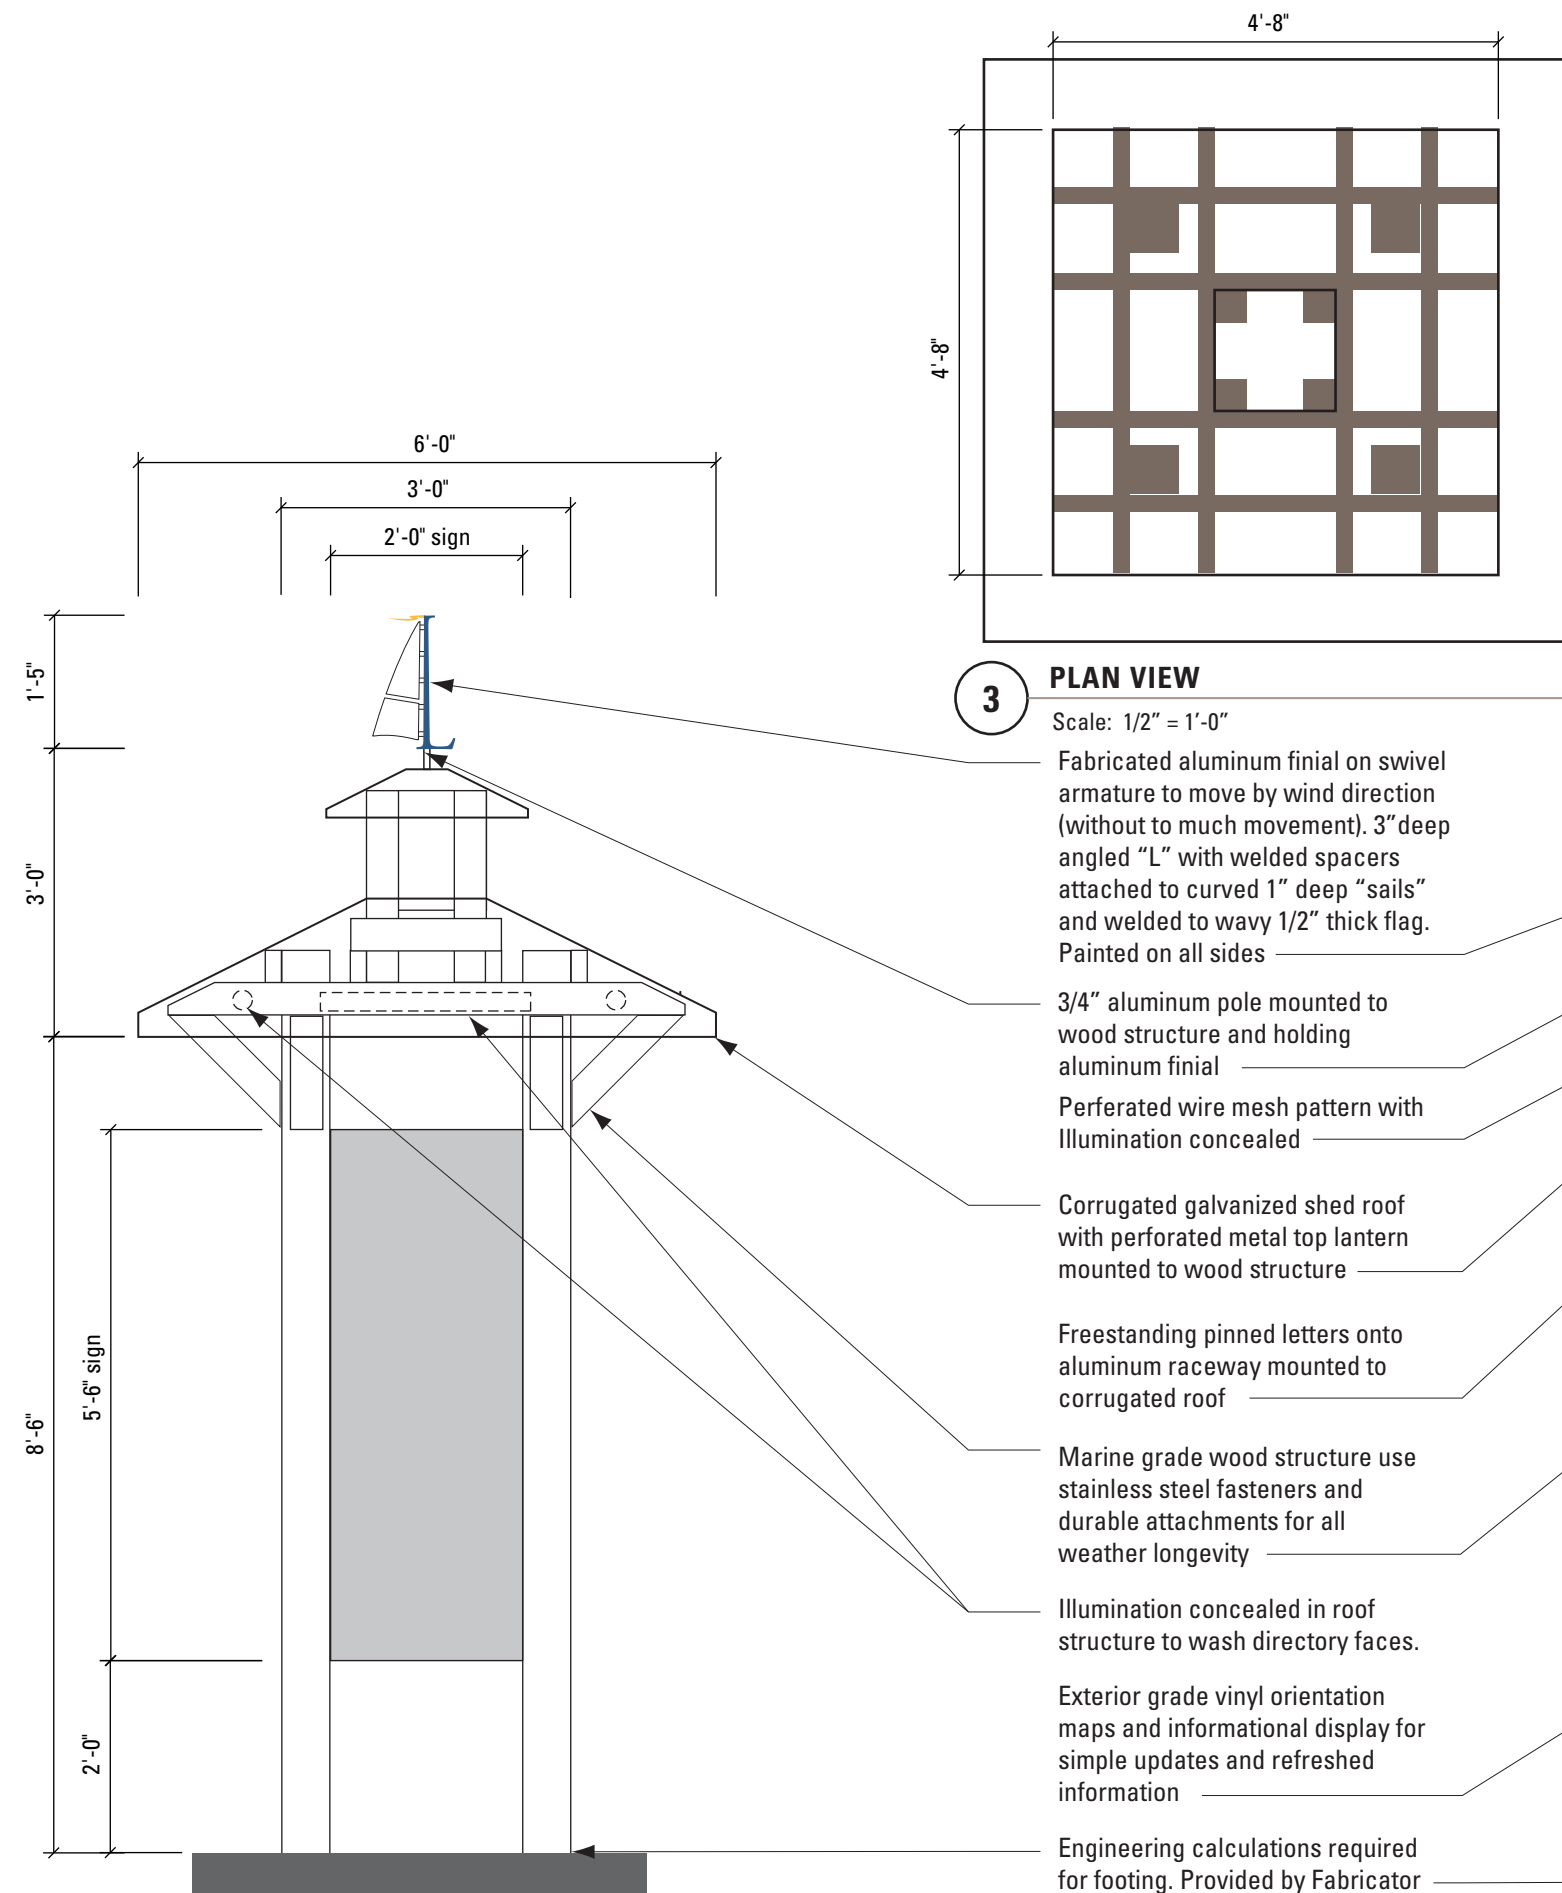 4'-8"
4'-8"
6'-0"
3'-0"
2'-0" sign
1'-5"
3'-0"
8'-6"
5'-6" sign
2'-0"
L
3
PLAN VIEW
Scale: 1/2” = 1’-0”
Fabricated aluminum finial on swivel
armature to move by wind direction
(without to much movement). 3”deep
angled “L” with welded spacers
attached to curved 1” deep “sails”
and welded to wavy 1/2” thick flag.
Painted on all sides
3/4” aluminum pole mounted to
wood structure and holding
aluminum finial
Perferated wire mesh pattern with
Illumination concealed
Corrugated galvanized shed roof
with perforated metal top lantern
mounted to wood structure
Freestanding pinned letters onto
aluminum raceway mounted to
corrugated roof
Marine grade wood structure use
stainless steel fasteners and
durable attachments for all
weather longevity
Illumination concealed in roof
structure to wash directory faces.
Exterior grade vinyl orientation
maps and informational display for
simple updates and refreshed
information
Engineering calculations required
for footing. Provided by Fabricator